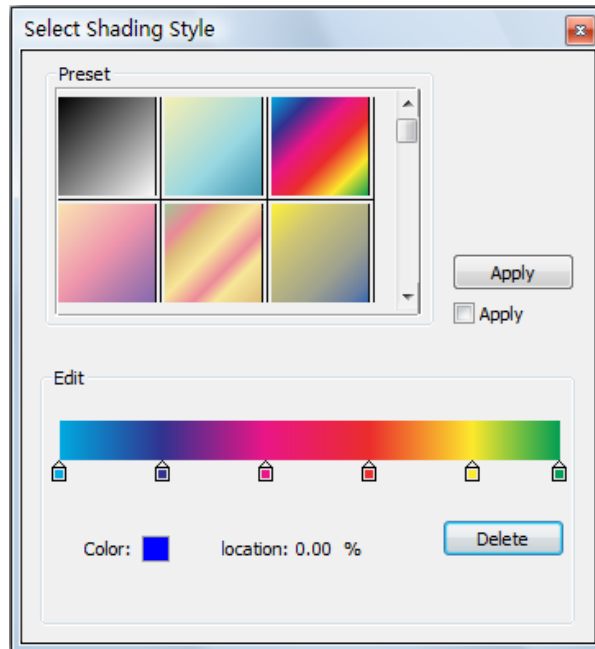 Select Shading Style
Preset
Apply
Apply
Edit
Color:
location: 0.00 %
Delete